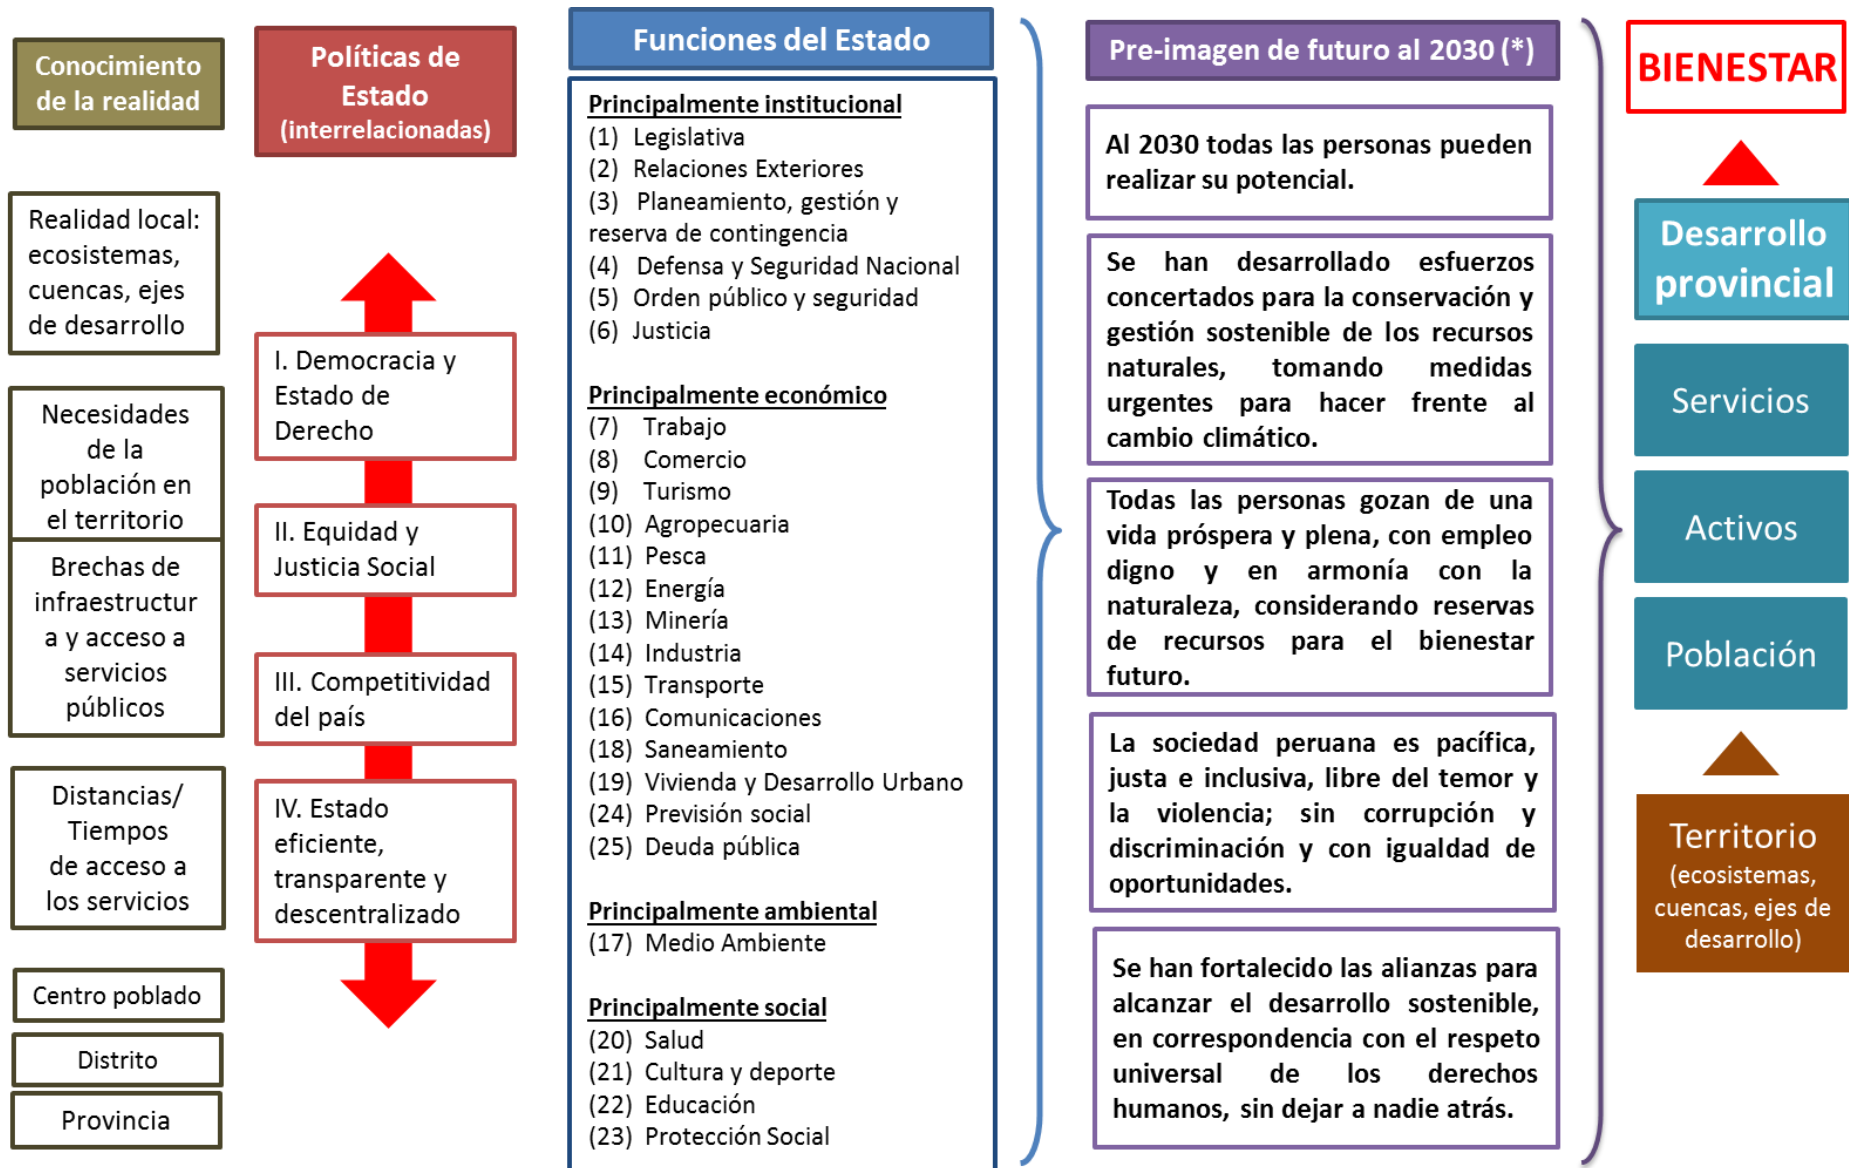 Conocimiento
de la realidad
Realidad local:
ecosistemas,
cuencas, ejes
de desarrollo
Necesidades
de la
población en
el territorio
Brechas de
infraestructur
a y acceso a
servicios
públicos
Distancias/
Tiempos
de acceso a
los servicios
Centro poblado
Distrito
Provincia
Políticas de
Estado
(interrelacionadas)
I. Democracia y
Estado de
Derecho
II. Equidad y
Justicia Social
III. Competitividad
del país
IV. Estado
eficiente,
transparente y
descentralizado
Funciones del Estado
Principalmente institucional
(1) Legislativa
(2) Relaciones Exteriores
(3) Planeamiento, gestión y
reserva de contingencia
(4) Defensa y Seguridad Nacional
(5) Orden público y seguridad
(6) Justicia
Principalmente económico
(7) Trabajo
(8) Comercio
(9) Turismo
(10) Agropecuaria
(11) Pesca
(12) Energía
(13) Minería
(14) Industria
(15) Transporte
(16) Comunicaciones
(18) Saneamiento
(19) Vivienda y Desarrollo Urbano
(24) Previsión social
(25) Deuda pública
Principalmente ambiental
(17) Medio Ambiente
Principalmente social
(20) Salud
(21) Cultura y deporte
(22) Educación
(23) Protección Social
Pre-imagen de futuro al 2030 (*)
Al 2030 todas las personas pueden
realizar su potencial.
Se han desarrollado esfuerzos
concertados para la conservación y
gestión sostenible de los recursos
naturales, tomando medidas
urgentes para hacer frente al
cambio climático.
Todas las personas gozan de una
vida próspera y plena, con empleo
digno y en armonía con la
naturaleza, considerando reservas
de recursos para el bienestar
futuro.
La sociedad peruana es pacífica,
justa e inclusiva, libre del temor y
la violencia; sin corrupción y
discriminación y con igualdad de
oportunidades.
Se han fortalecido las alianzas para
alcanzar el desarrollo sostenible,
en correspondencia con el respeto
universal de los derechos
humanos, sin dejar a nadie atrás.
BIENESTAR
Desarrollo
provincial
Servicios
Activos
Población
Territorio
(ecosistemas,
cuencas, ejes de
desarrollo)